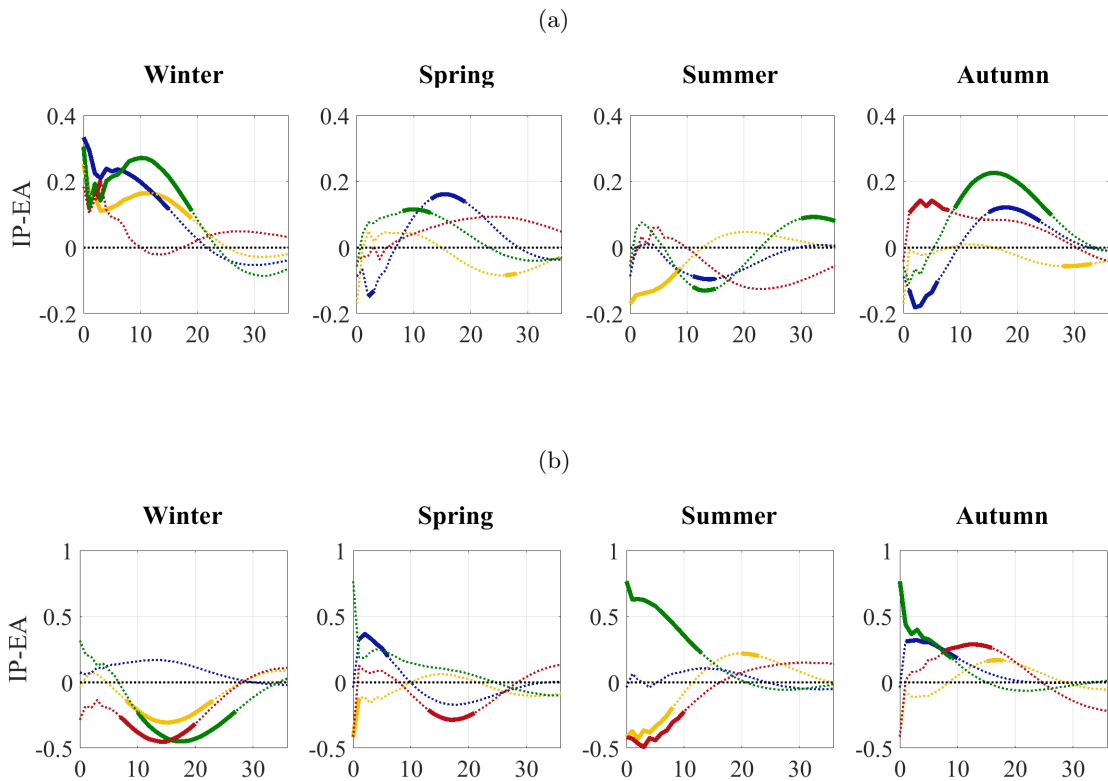 (a)
Winter Spring Summer Autumn
IP-EA
0.4 0.4 0.4 0.4
0.2 0.2 0.2 0.2
0 0 0 0
-0.2 -0.2 -0.2 -0.2
0 10 20 30 0 10 20 30 0 10 20 30 0 10 20 30
(b)
Winter Spring Summer Autumn
IP-EA
1 1 1 1
0.5 0.5 0.5 0.5
0 0 0 0
-0.5 -0.5 -0.5 -0.5
0 10 20 30 0 10 20 30 0 10 20 30 0 10 20 30